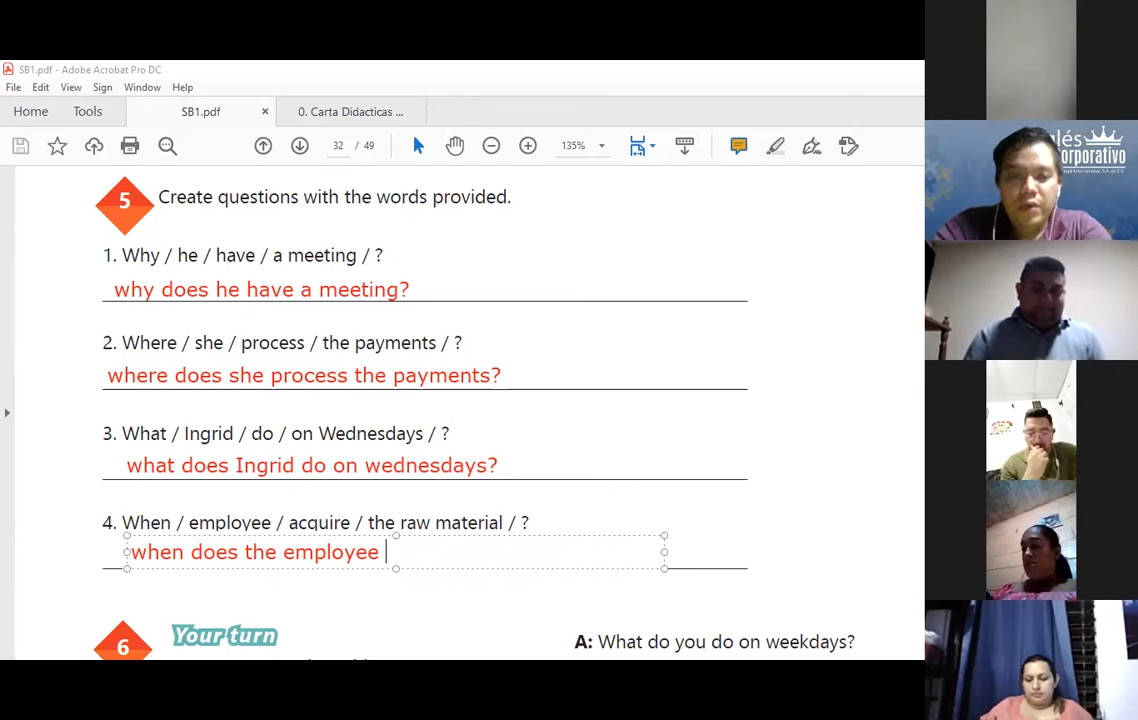 SB1.pdf - Adobe Acrobat Pro DC
File Edit View Sign Window Help
Home Tools SB1.pdf × 0. Carta Didacticas ...
32 / 49 135%
5 Create questions with the words provided.
1. Why / he / have / a meeting / ?
why does he have a meeting?
2. Where / she / process / the payments / ?
where does she process the payments?
3. What / Ingrid / do / on Wednesdays / ?
what does Ingrid do on wednesdays?
4. When / employee / acquire / the raw material / ?
when does the employee
6 Your turn
A: What do you do on weekdays?
glés
orporativo